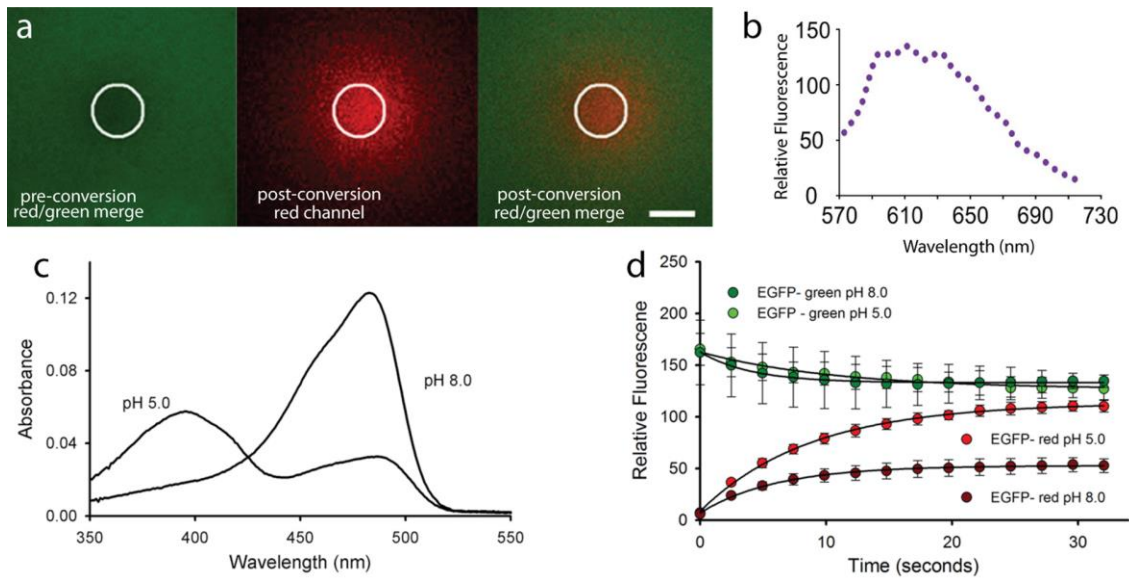 a
pre-conversion
red/green merge
post-conversion
red channel
post-conversion
red/green merge
b
Relative Fluorescence
150
100
50
0
570
610
650
690
730
Wavelength (nm)
c
Absorbance
0.12
0.08
0.04
0.00
pH 5.0
pH 8.0
350
400
450
500
550
Wavelength (nm)
d
Relative Fluorescene
250
200
150
100
50
0
EGFP- green pH 8.0
EGFP - green pH 5.0
EGFP- red pH 5.0
EGFP- red pH 8.0
0
10
20
30
Time (seconds)